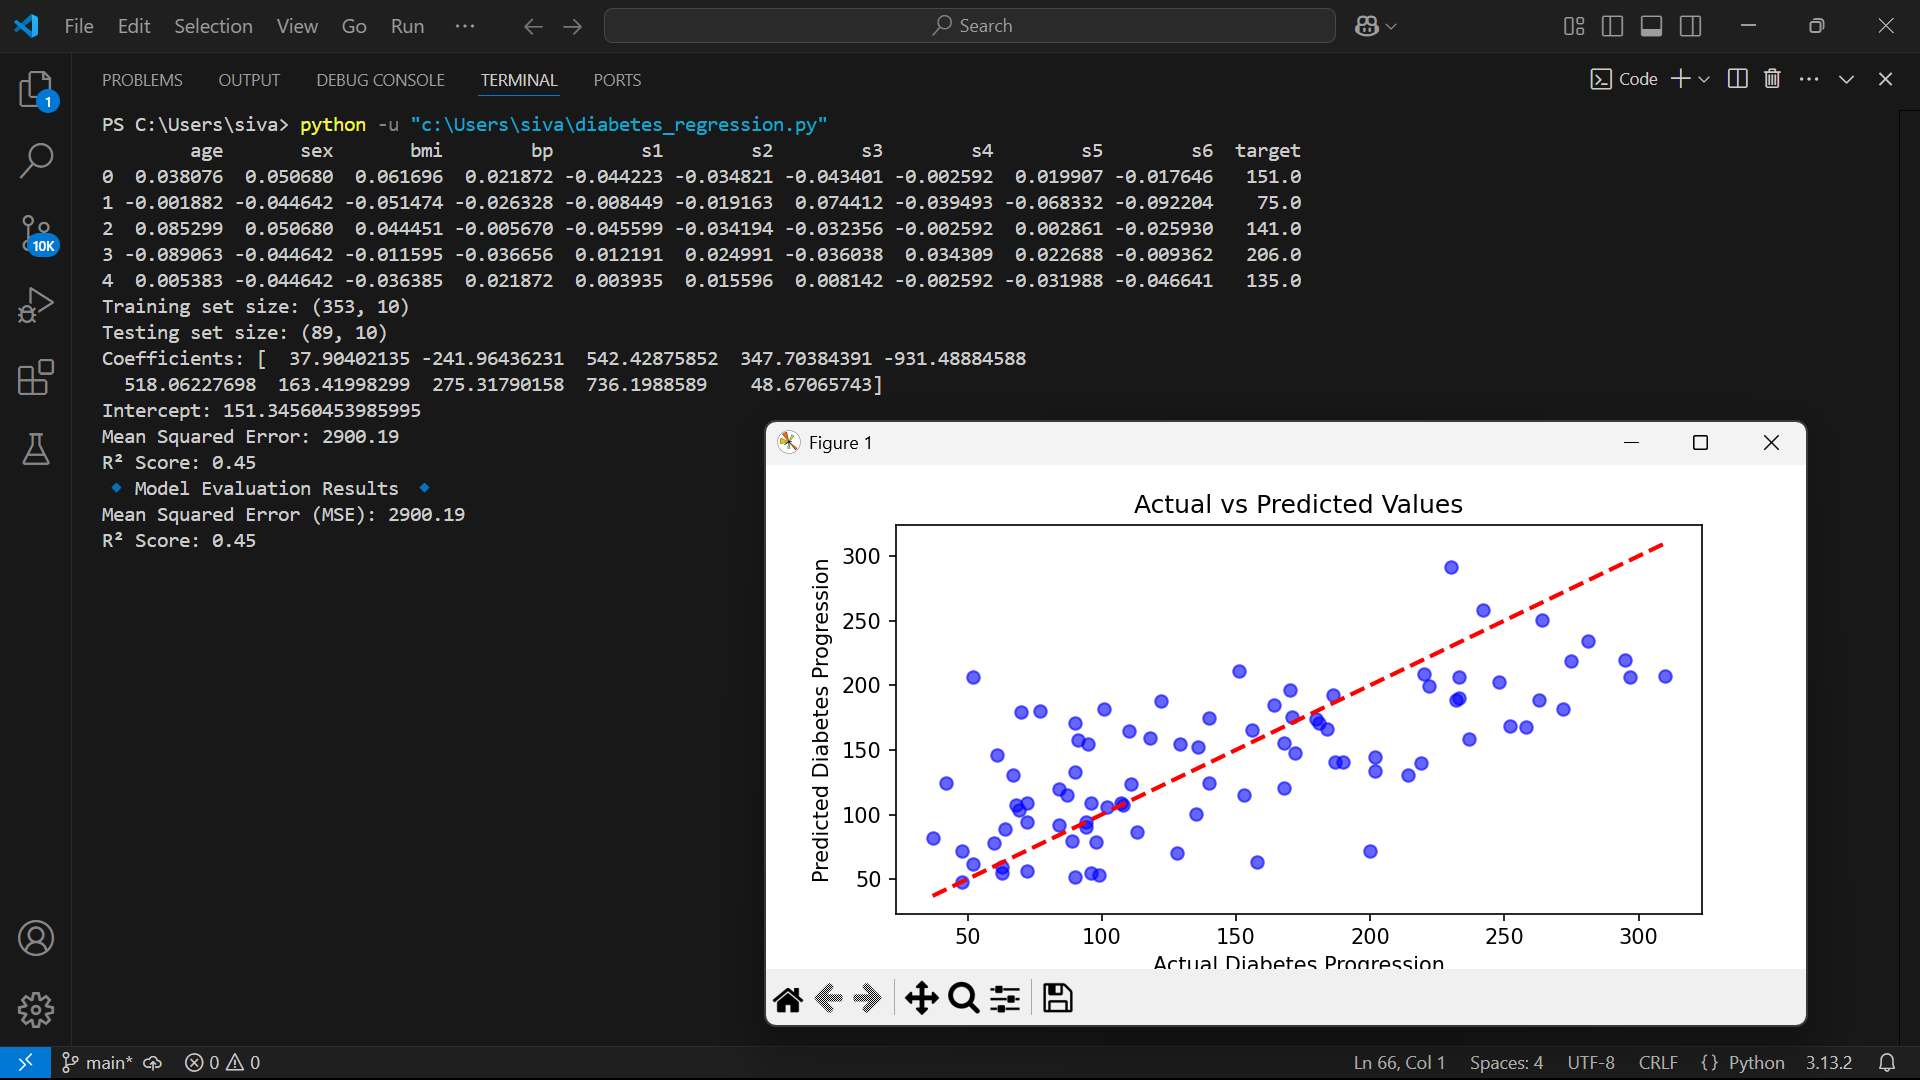 File Edit Selection View Go Run ··· Search
PROBLEMS OUTPUT DEBUG CONSOLE TERMINAL PORTS Code
1
10K
PS C:\Users\siva> python -u "c:\Users\siva\diabetes_regression.py"
age sex bmi bp s1 s2 s3 s4 s5 s6 target
0 0.038076 0.050680 0.061696 0.021872 -0.044223 -0.034821 -0.043401 -0.002592 0.019907 -0.017646 151.0
1 -0.001882 -0.044642 -0.051474 -0.026328 -0.008449 -0.019163 0.074412 -0.039493 -0.068332 -0.092204 75.0
2 0.085299 0.050680 0.044451 -0.005670 -0.045599 -0.034194 -0.032356 -0.002592 0.002861 -0.025930 141.0
3 -0.089063 -0.044642 -0.011595 -0.036656 0.012191 0.024991 -0.036038 0.034309 0.022688 -0.009362 206.0
4 0.005383 -0.044642 -0.036385 0.021872 0.003935 0.015596 0.008142 -0.002592 -0.031988 -0.046641 135.0
Training set size: (353, 10)
Testing set size: (89, 10)
Coefficients: [ 37.90402135 -241.96436231 542.42875852 347.70384391 -931.48884588
518.06227698 163.41998299 275.31790158 736.1988589 48.67065743]
Intercept: 151.34560453985995
Mean Squared Error: 2900.19
R² Score: 0.45
🔹 Model Evaluation Results 🔹
Mean Squared Error (MSE): 2900.19
R² Score: 0.45
Figure 1
Actual vs Predicted Values
Predicted Diabetes Progression
300
250
200
150
100
50
50 100 150 200 250 300
Actual Diabetes Progression
main* 0 0 Ln 66, Col 1 Spaces: 4 UTF-8 CRLF {} Python 3.13.2